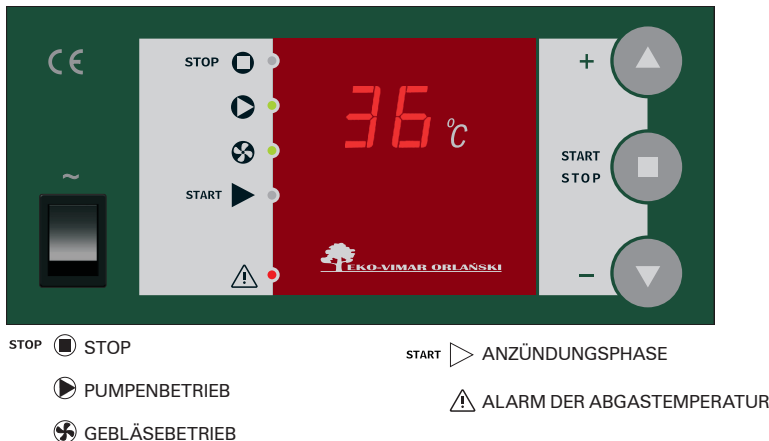 CE
STOP
36 °C
+
START
STOP
~
START
EKO-VIMAR ORLAŃSKI
−
STOP STOP
PUMPENBETRIEB
GEBLÄSEBETRIEB
START ANZÜNDUNGSPHASE
ALARM DER ABGASTEMPERATUR